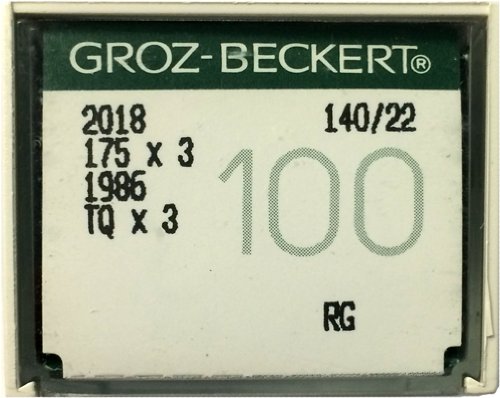 GROZ-BECKERT®
2018 140/22
175 x 3
1986
TQ x 3
100
RG